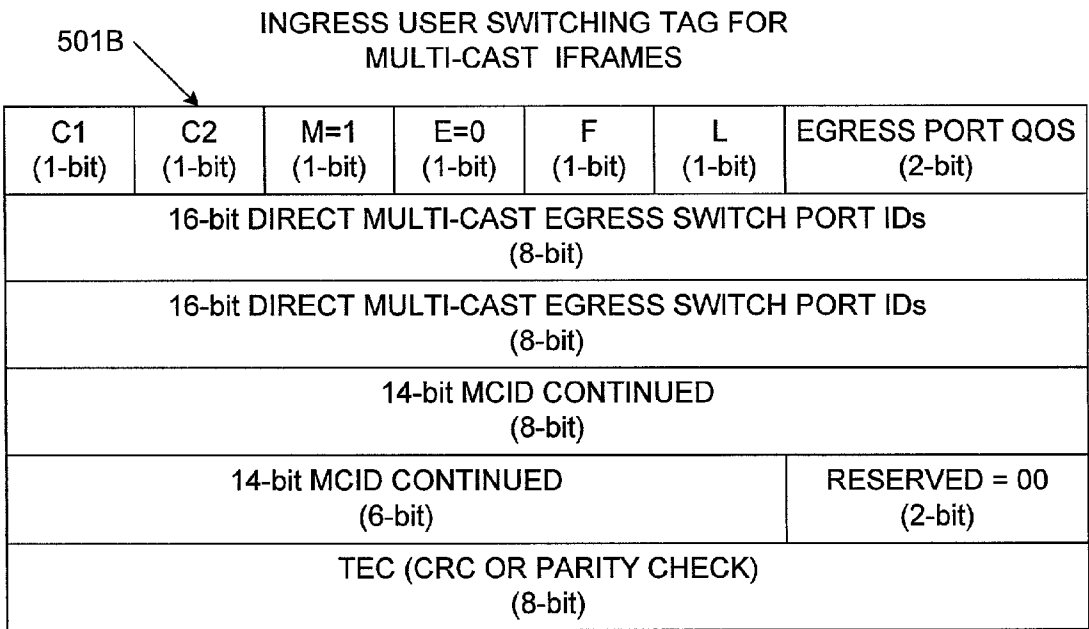 INGRESS USER SWITCHING TAG FOR
MULTI-CAST IFRAMES
501B
C1 C2 M=1 E=0 F L EGRESS PORT QOS
(1-bit) (1-bit) (1-bit) (1-bit) (1-bit) (1-bit) (2-bit)
16-bit DIRECT MULTI-CAST EGRESS SWITCH PORT IDs
(8-bit)
16-bit DIRECT MULTI-CAST EGRESS SWITCH PORT IDs
(8-bit)
14-bit MCID CONTINUED
(8-bit)
14-bit MCID CONTINUED RESERVED = 00
(6-bit) (2-bit)
TEC (CRC OR PARITY CHECK)
(8-bit)